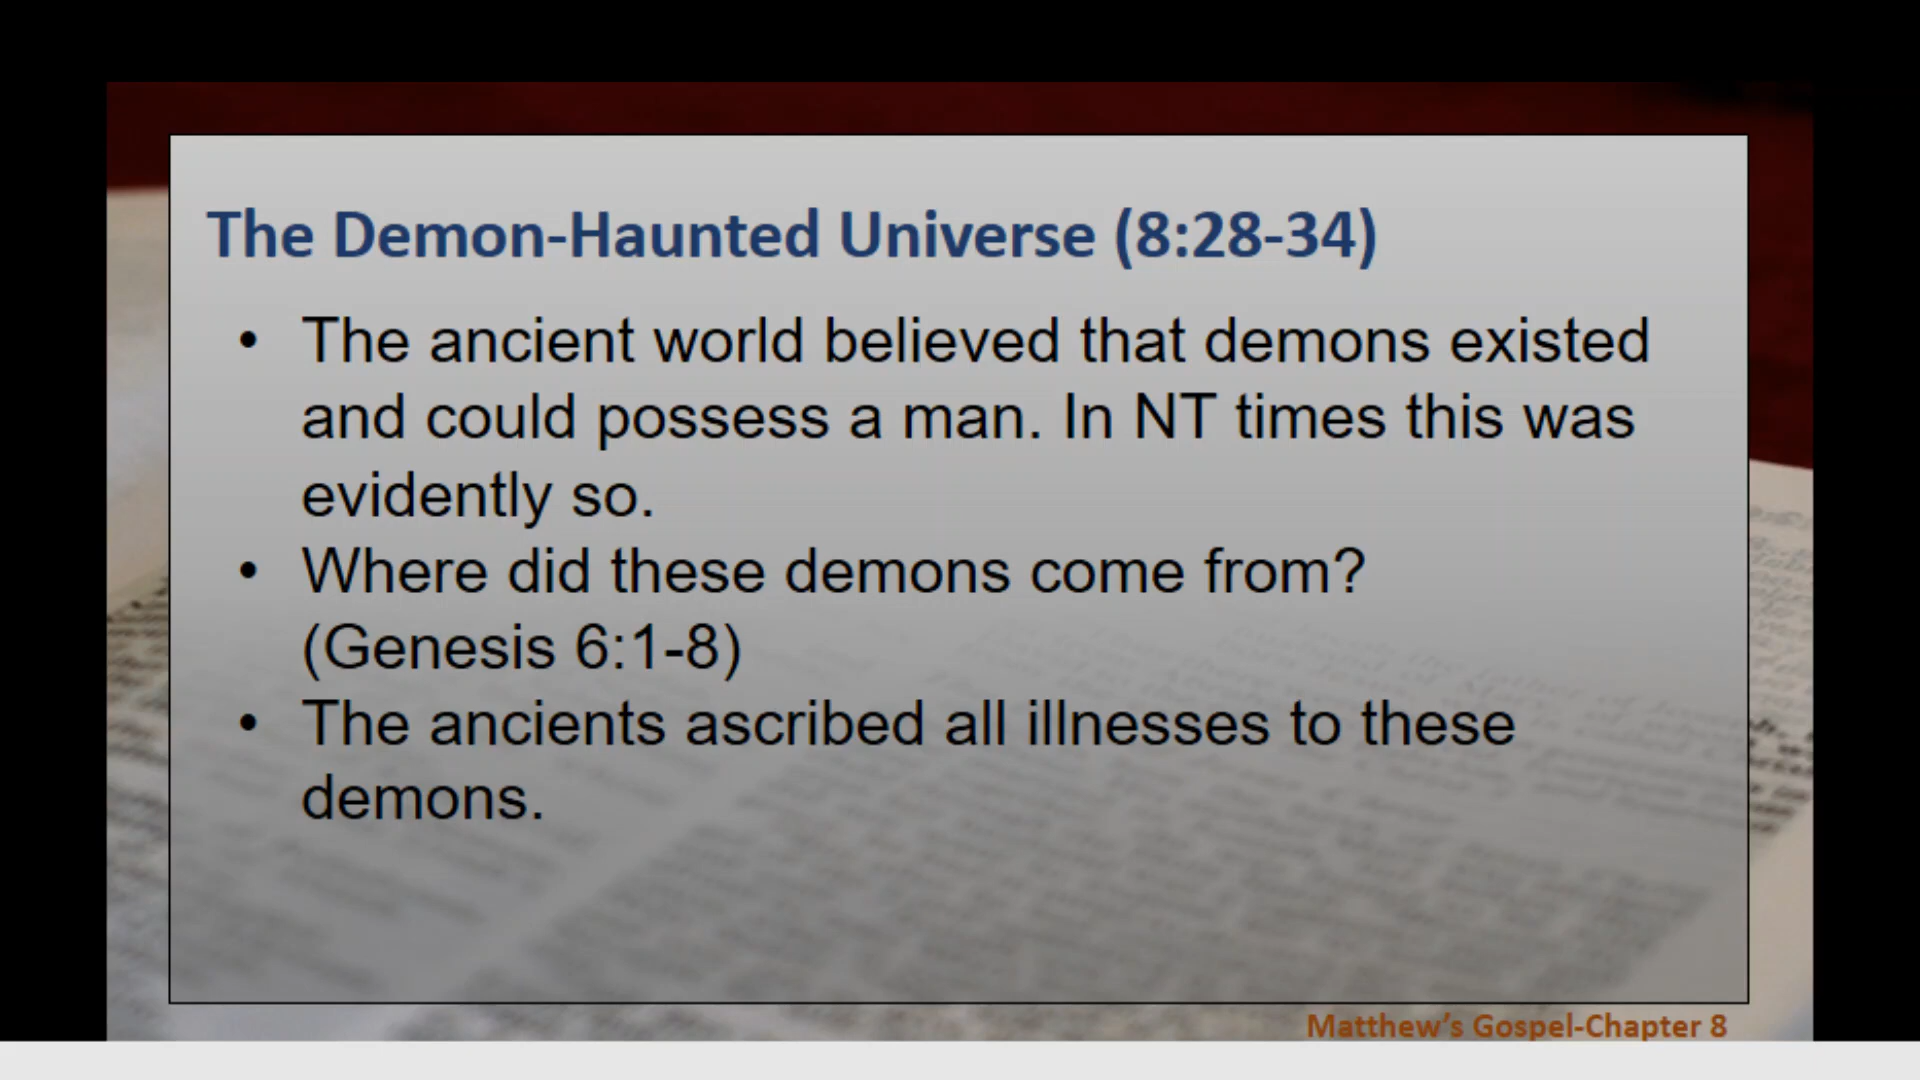 The Demon-Haunted Universe (8:28-34)
• The ancient world believed that demons existed
and could possess a man. In NT times this was
evidently so.
• Where did these demons come from?
(Genesis 6:1-8)
• The ancients ascribed all illnesses to these
demons.
Matthew’s Gospel-Chapter 8